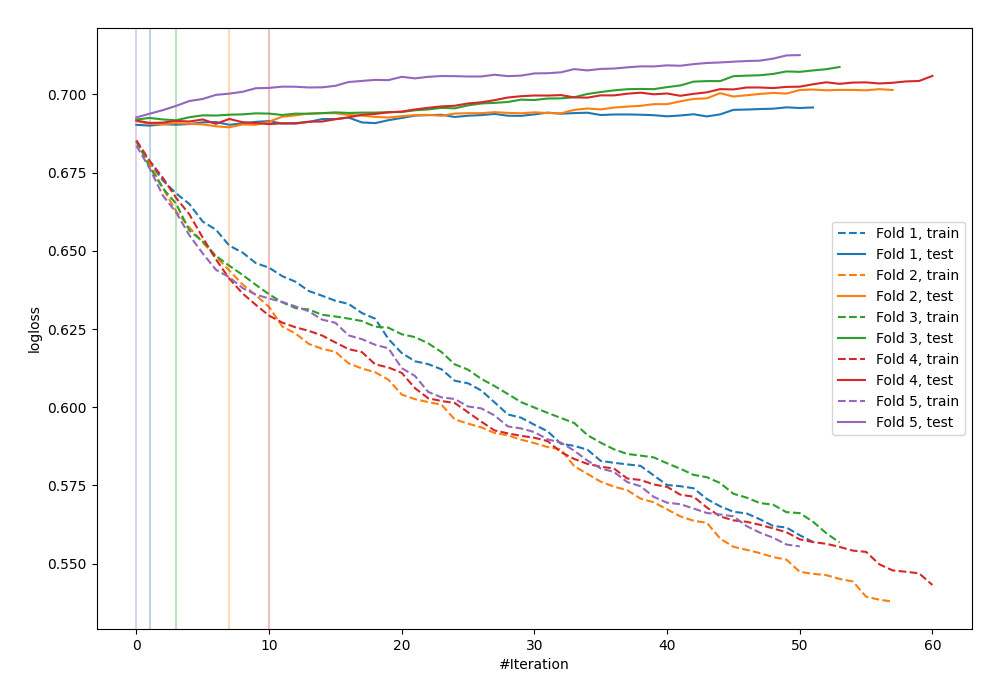 0.700
0.675
0.650
0.625
0.600
0.575
0.550
logloss
0
10
20
30
40
50
60
#Iteration
Fold 1, train
Fold 1, test
Fold 2, train
Fold 2, test
Fold 3, train
Fold 3, test
Fold 4, train
Fold 4, test
Fold 5, train
Fold 5, test